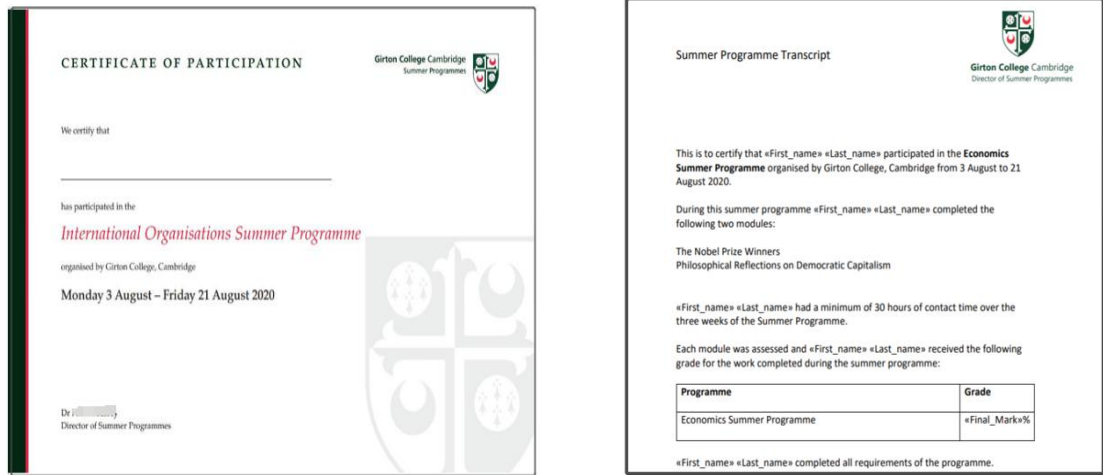 CERTIFICATE OF PARTICIPATION
Girton College Cambridge
Summer Programmes
We certify that
has participated in the
International Organisations Summer Programme
organised by Girton College, Cambridge
Monday 3 August – Friday 21 August 2020
Dr
Director of Summer Programmes
Summer Programme Transcript
Girton College Cambridge
Director of Summer Programmes
This is to certify that «First_name» «Last_name» participated in the Economics
Summer Programme organised by Girton College, Cambridge from 3 August to 21
August 2020.
During this summer programme «First_name» «Last_name» completed the
following two modules:
The Nobel Prize Winners
Philosophical Reflections on Democratic Capitalism
«First_name» «Last_name» had a minimum of 30 hours of contact time over the
three weeks of the Summer Programme.
Each module was assessed and «First_name» «Last_name» received the following
grade for the work completed during the summer programme:
Programme Grade
Economics Summer Programme «Final_Mark»%
«First_name» «Last_name» completed all requirements of the programme.